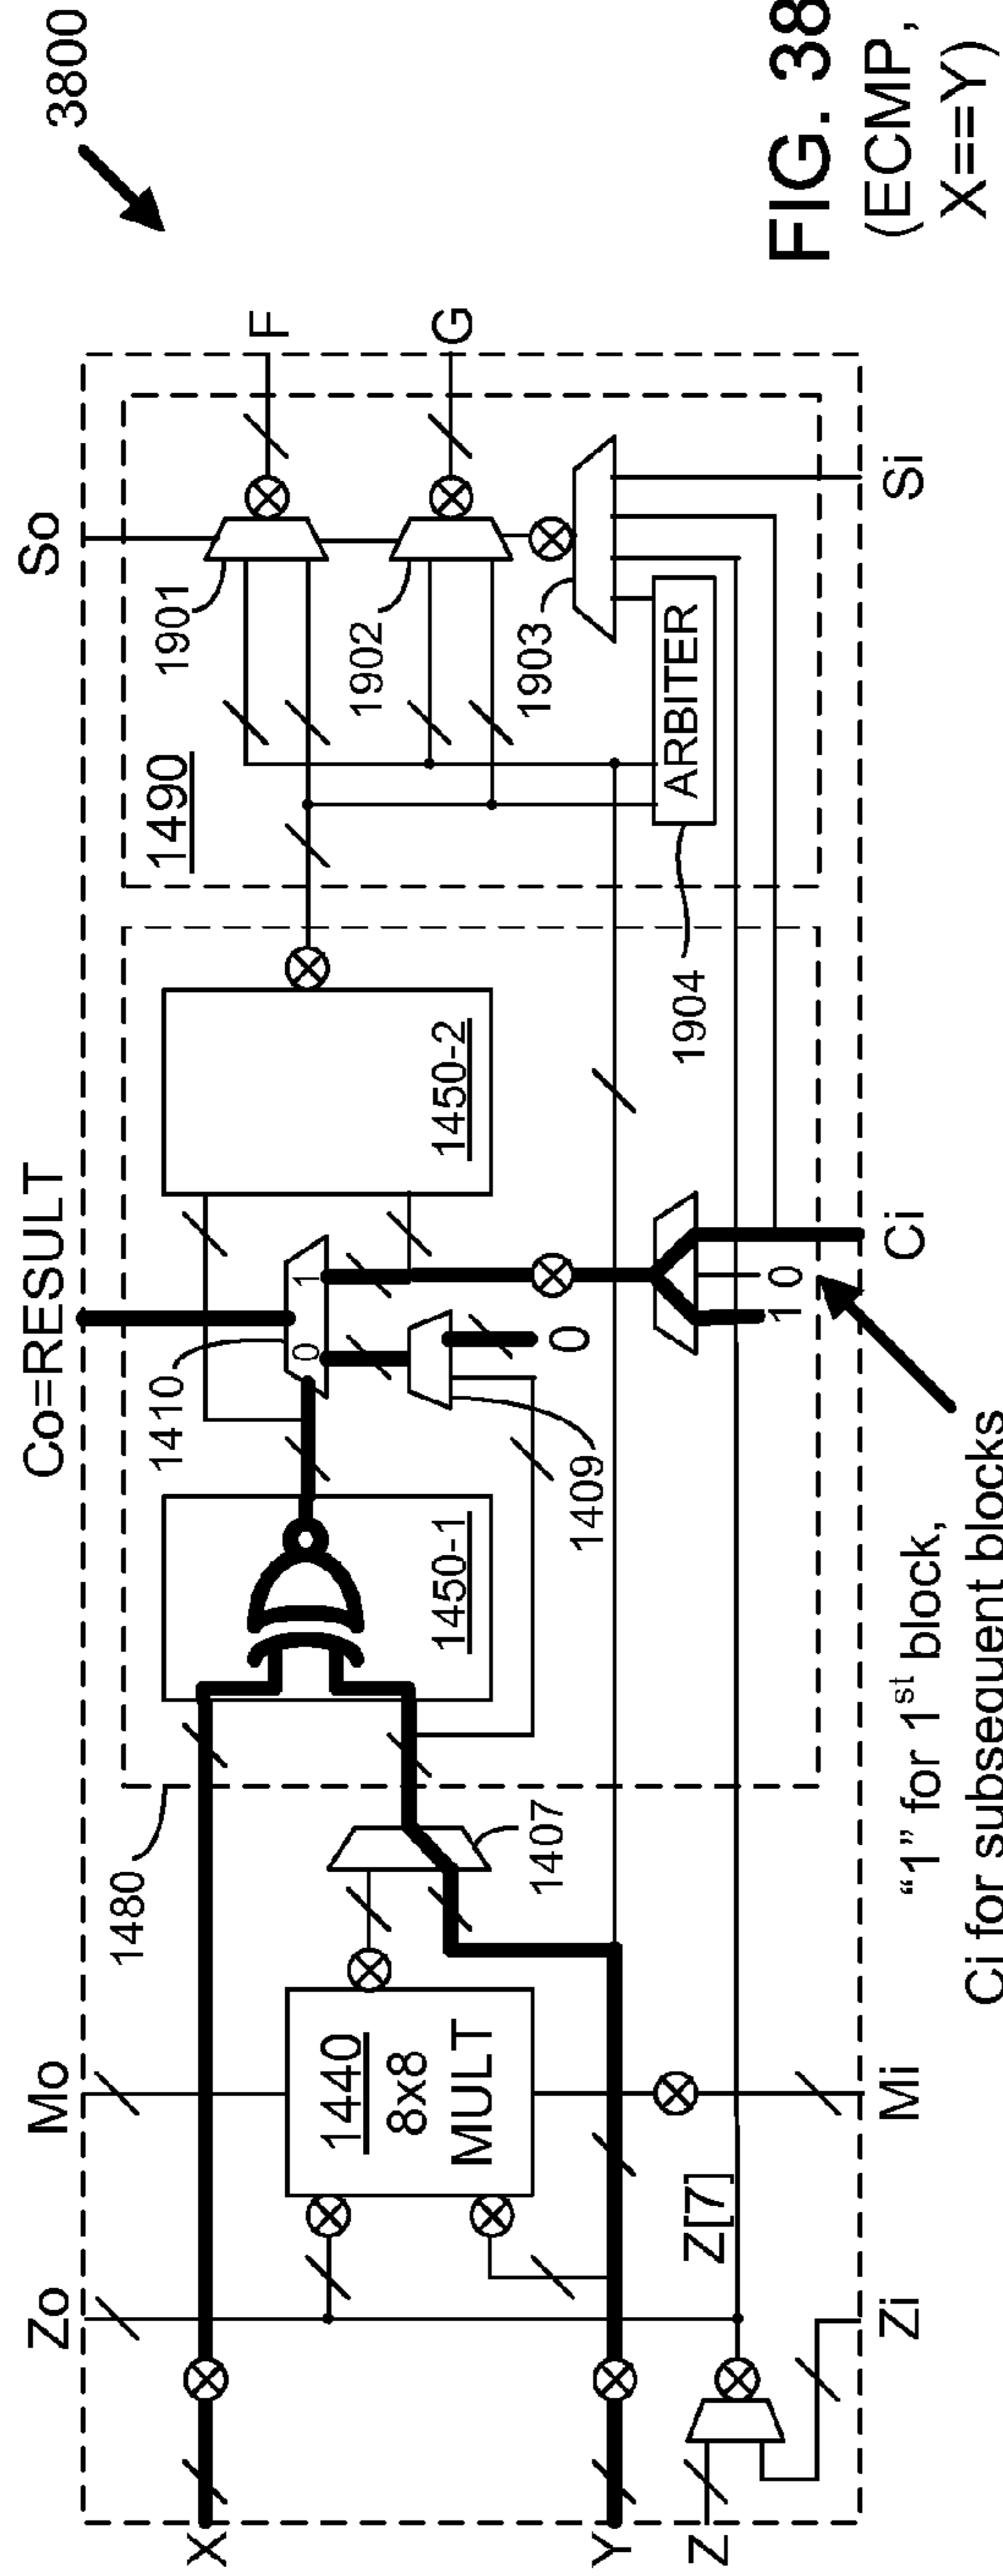 3800
FIG. 38
(ECMP,
X==Y)
Zo
Mo
Co=RESULT
So
1480
1410
1490
1901
F
X
1440
8x8
MULT
1450-1
0
1
1450-2
1902
G
1407
1409
0
1903
Y
ARBITER
Z[7]
1904
Z
1
0
Zi
Mi
Ci
Si
“1” for 1st block,
Ci for subsequent blocks